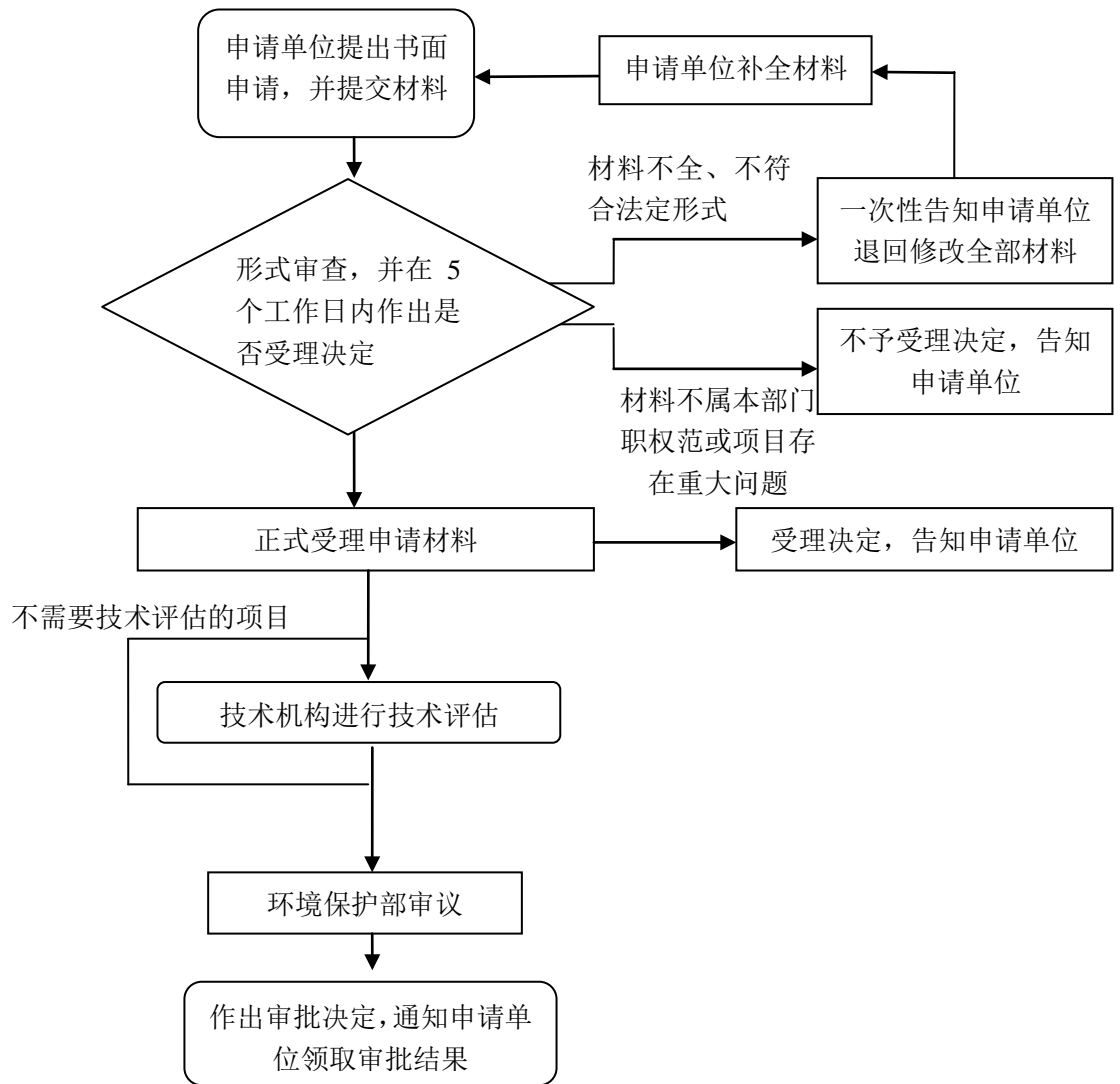 申请单位提出书面
申请，并提交材料
申请单位补全材料
材料不全、不符
合法定形式
一次性告知申请单位
退回修改全部材料
形式审查，并在 5
个工作日内作出是
否受理决定
不予受理决定，告知
申请单位
材料不属本部门
职权范或项目存
在重大问题
正式受理申请材料
受理决定，告知申请单位
不需要技术评估的项目
技术机构进行技术评估
环境保护部审议
作出审批决定，通知申请单
位领取审批结果